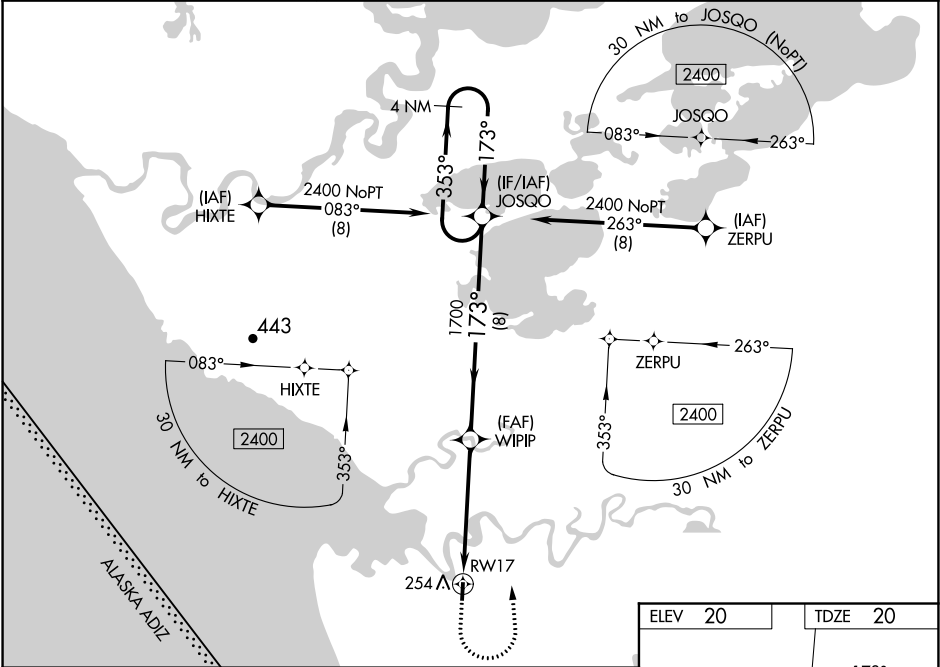 30 NM to JOSQO (NoPT)
2400
JOSQO
083°
263°
4 NM
353°
173°
(IAF)
HIXTE
2400 NoPT
083°
(8)
(IF/IAF)
JOSQO
2400 NoPT
263°
(8)
(IAF)
ZERPU
1700
173°
(8)
443
083°
HIXTE
2400
353°
30 NM to HIXTE
263°
ZERPU
2400
353°
30 NM to ZERPU
(FAF)
WIPIP
ALASKA ADIZ
RW17
254
ELEV 20
TDZE 20